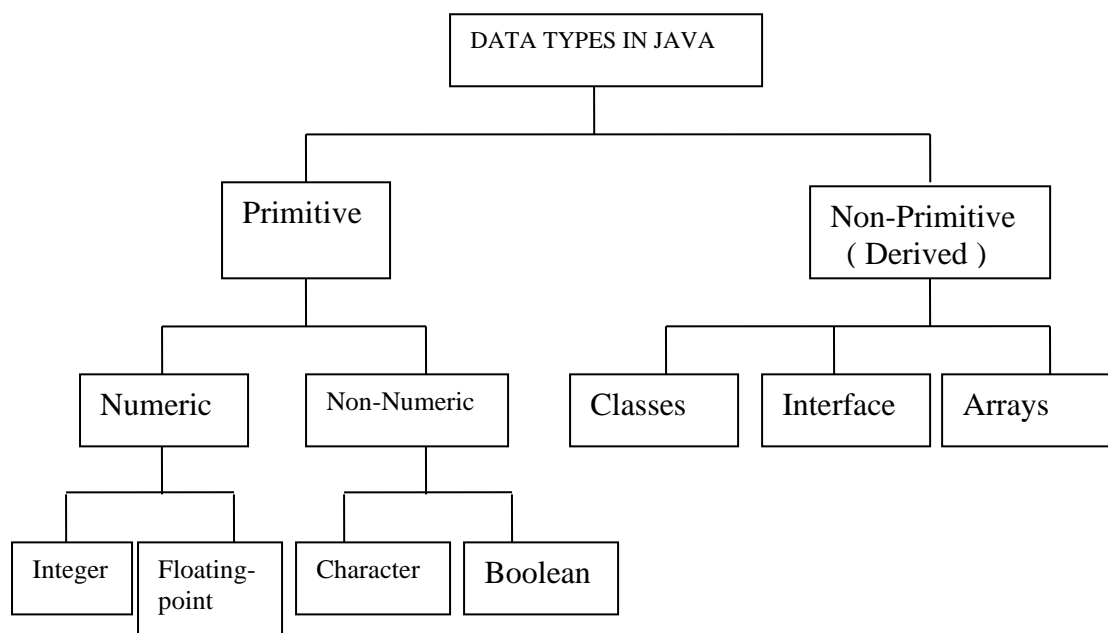 DATA TYPES IN JAVA
Primitive
Non-Primitive
( Derived )
Numeric
Non-Numeric
Classes
Interface
Arrays
Integer
Floating-
point
Character
Boolean